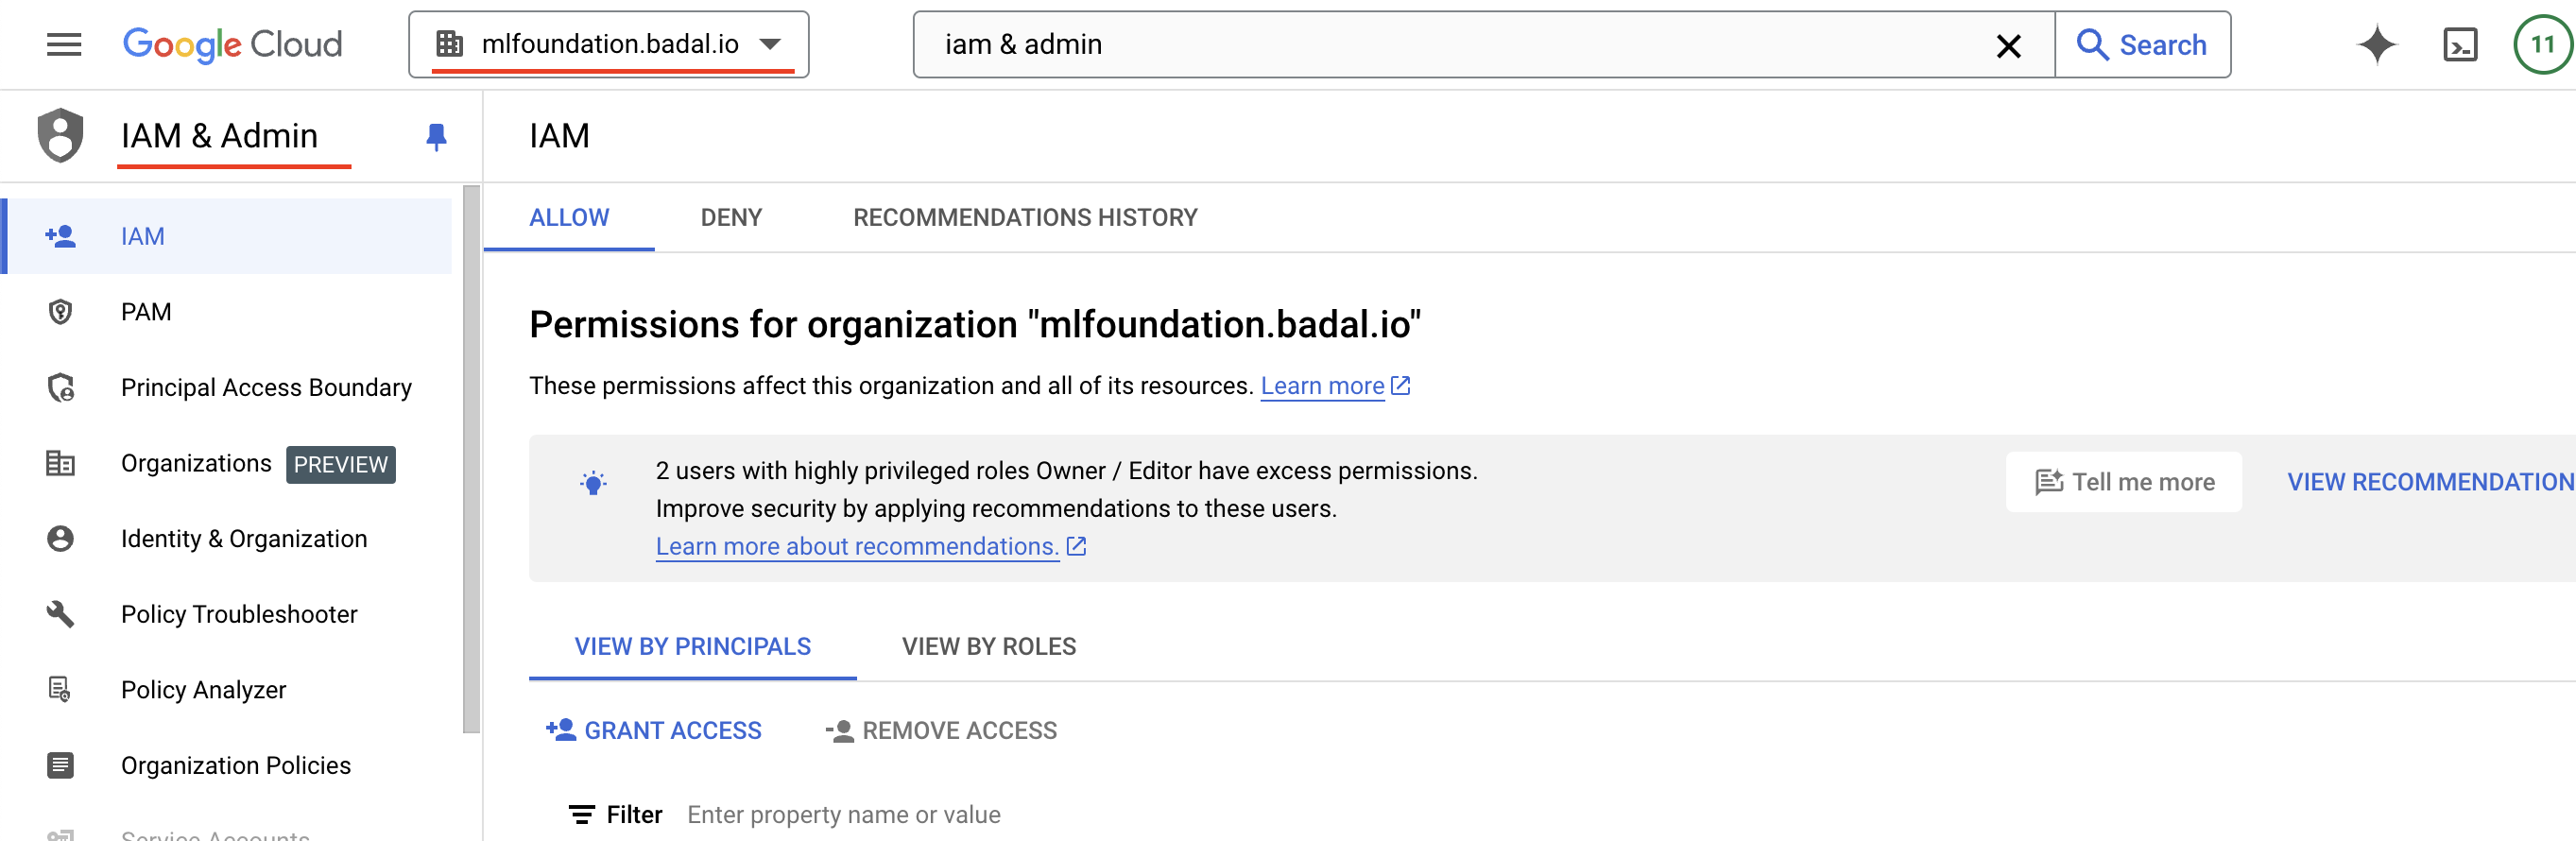 Google Cloud
mlfoundation.badal.io
iam & admin
Search
11
IAM & Admin
IAM
PAM
Principal Access Boundary
Organizations PREVIEW
Identity & Organization
Policy Troubleshooter
Policy Analyzer
Organization Policies
Service Accounts
IAM
ALLOW
DENY
RECOMMENDATIONS HISTORY
Permissions for organization "mlfoundation.badal.io"
These permissions affect this organization and all of its resources. Learn more
2 users with highly privileged roles Owner / Editor have excess permissions.
Improve security by applying recommendations to these users.
Learn more about recommendations.
Tell me more
VIEW RECOMMENDATION
VIEW BY PRINCIPALS
VIEW BY ROLES
GRANT ACCESS
REMOVE ACCESS
Filter Enter property name or value